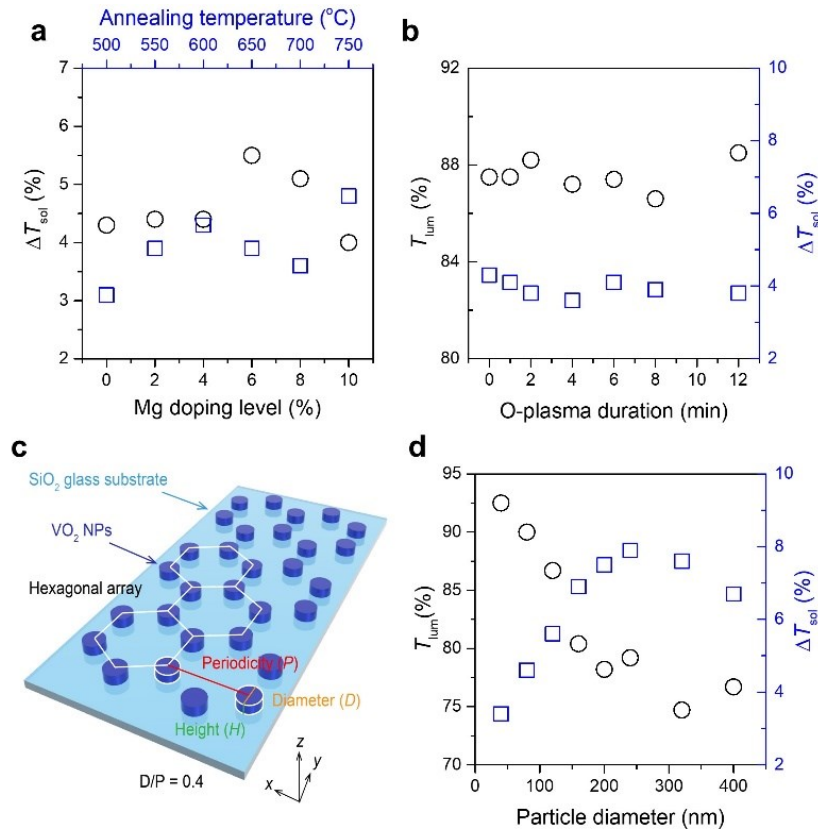 a
Annealing temperature (°C)
500 550 600 650 700 750
7
6
5
4
3
2
ΔTsol (%)
0 2 4 6 8 10
Mg doping level (%)
b
92
88
84
80
Tlum (%)
10
8
6
4
2
ΔTsol (%)
0 2 4 6 8 10 12
O-plasma duration (min)
c
SiO2 glass substrate
VO2 NPs
Hexagonal array
Periodicity (P)
Diameter (D)
Height (H)
D/P = 0.4
z
y
x
d
95
90
85
80
75
70
Tlum(%)
10
8
6
4
2
ΔTsol (%)
0 100 200 300 400
Particle diameter (nm)